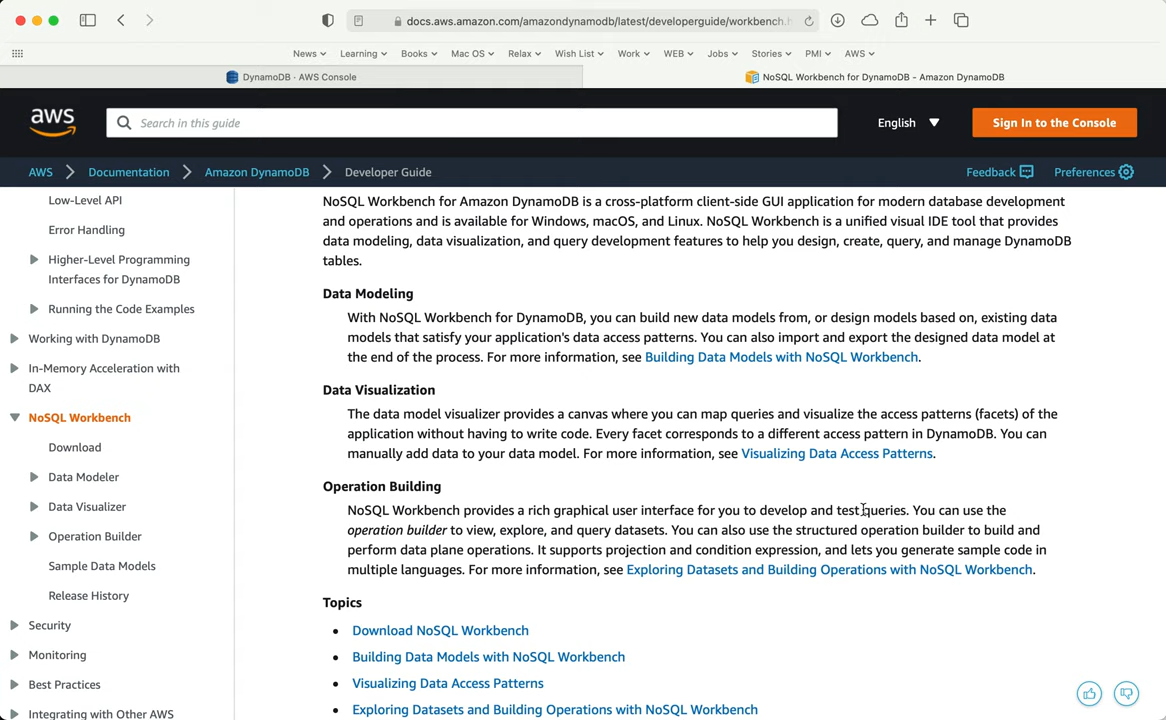 docs.aws.amazon.com/amazondynamodb/latest/developerguide/workbench.h
News Learning Books Mac OS Relax Wish List Work WEB Jobs Stories PMI AWS
DynamoDB · AWS Console
NoSQL Workbench for DynamoDB - Amazon DynamoDB
aws
Search in this guide
English
Sign In to the Console
AWS Documentation Amazon DynamoDB Developer Guide
Feedback
Preferences
Low-Level API
Error Handling
Higher-Level Programming
Interfaces for DynamoDB
Running the Code Examples
Working with DynamoDB
In-Memory Acceleration with
DAX
NoSQL Workbench
Download
Data Modeler
Data Visualizer
Operation Builder
Sample Data Models
Release History
Security
Monitoring
Best Practices
Integrating with Other AWS
NoSQL Workbench for Amazon DynamoDB is a cross-platform client-side GUI application for modern database development
and operations and is available for Windows, macOS, and Linux. NoSQL Workbench is a unified visual IDE tool that provides
data modeling, data visualization, and query development features to help you design, create, query, and manage DynamoDB
tables.
Data Modeling
With NoSQL Workbench for DynamoDB, you can build new data models from, or design models based on, existing data
models that satisfy your application's data access patterns. You can also import and export the designed data model at
the end of the process. For more information, see Building Data Models with NoSQL Workbench.
Data Visualization
The data model visualizer provides a canvas where you can map queries and visualize the access patterns (facets) of the
application without having to write code. Every facet corresponds to a different access pattern in DynamoDB. You can
manually add data to your data model. For more information, see Visualizing Data Access Patterns.
Operation Building
NoSQL Workbench provides a rich graphical user interface for you to develop and test queries. You can use the
operation builder to view, explore, and query datasets. You can also use the structured operation builder to build and
perform data plane operations. It supports projection and condition expression, and lets you generate sample code in
multiple languages. For more information, see Exploring Datasets and Building Operations with NoSQL Workbench.
Topics
• Download NoSQL Workbench
• Building Data Models with NoSQL Workbench
• Visualizing Data Access Patterns
• Exploring Datasets and Building Operations with NoSQL Workbench